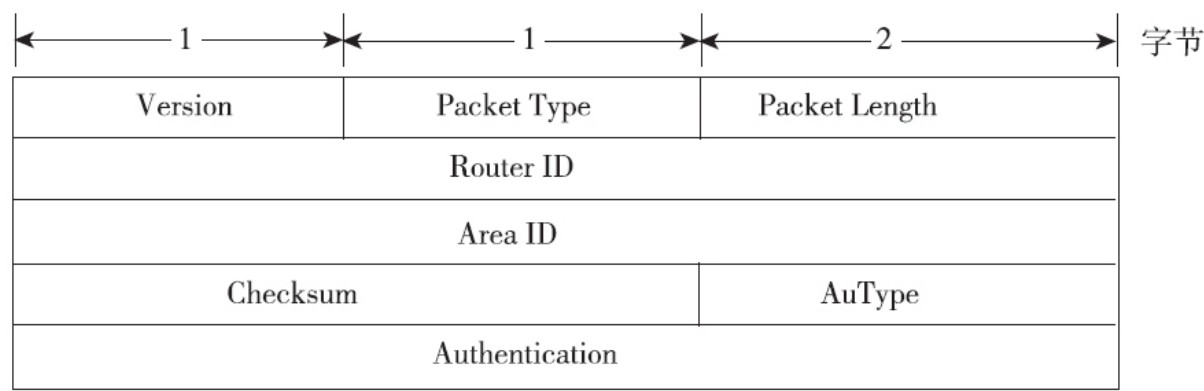 1 1 2 字节
Version Packet Type Packet Length
Router ID
Area ID
Checksum AuType
Authentication